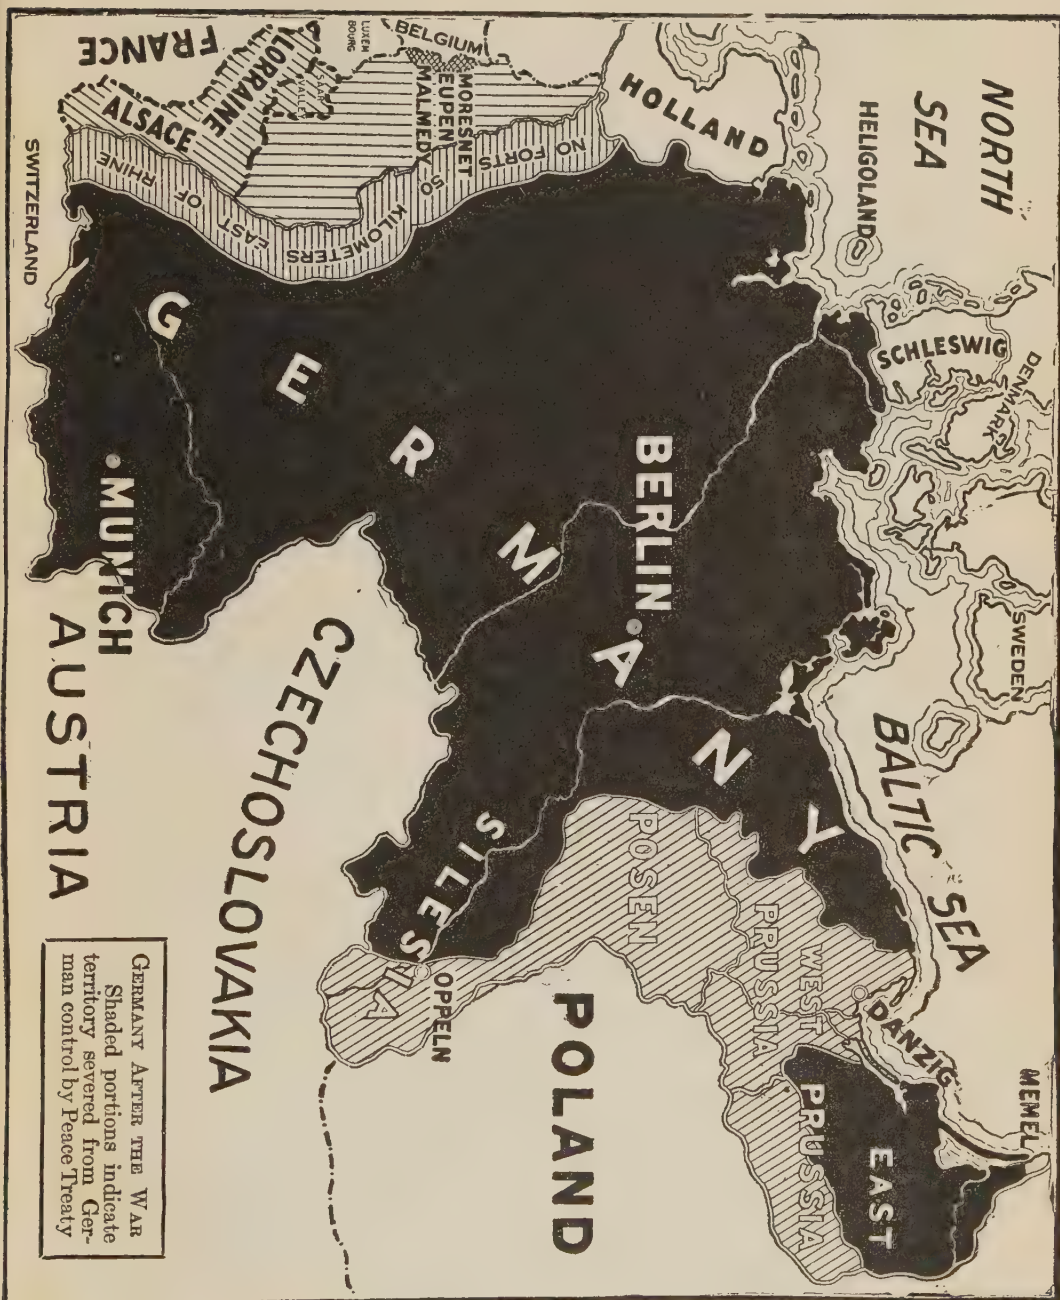 NORTH
SEA
HELIGOLAND
SCHLESWIG
DENMARK
SWEDEN
BALTIC SEA
MEMEL
DANZIG
HOLLAND
EAST
PRUSSIA
WEST
PRUSSIA
BERLIN
POSEN
POLAND
GERMANY
BELGIUM
MORESNET
EUPEN
MALMEDY
LUXEM
BOURG
NO FORTS
50
KILOMETERS
EAST OF RHINE
SAAR
VALLEY
LORRAINE
ALSACE
FRANCE
SILESIA
OPPELN
CZECHOSLOVAKIA
MUNICH
AUSTRIA
SWITZERLAND
GERMANY AFTER THE WAR
Shaded portions indicate
territory severed from Ger-
man control by Peace Treaty